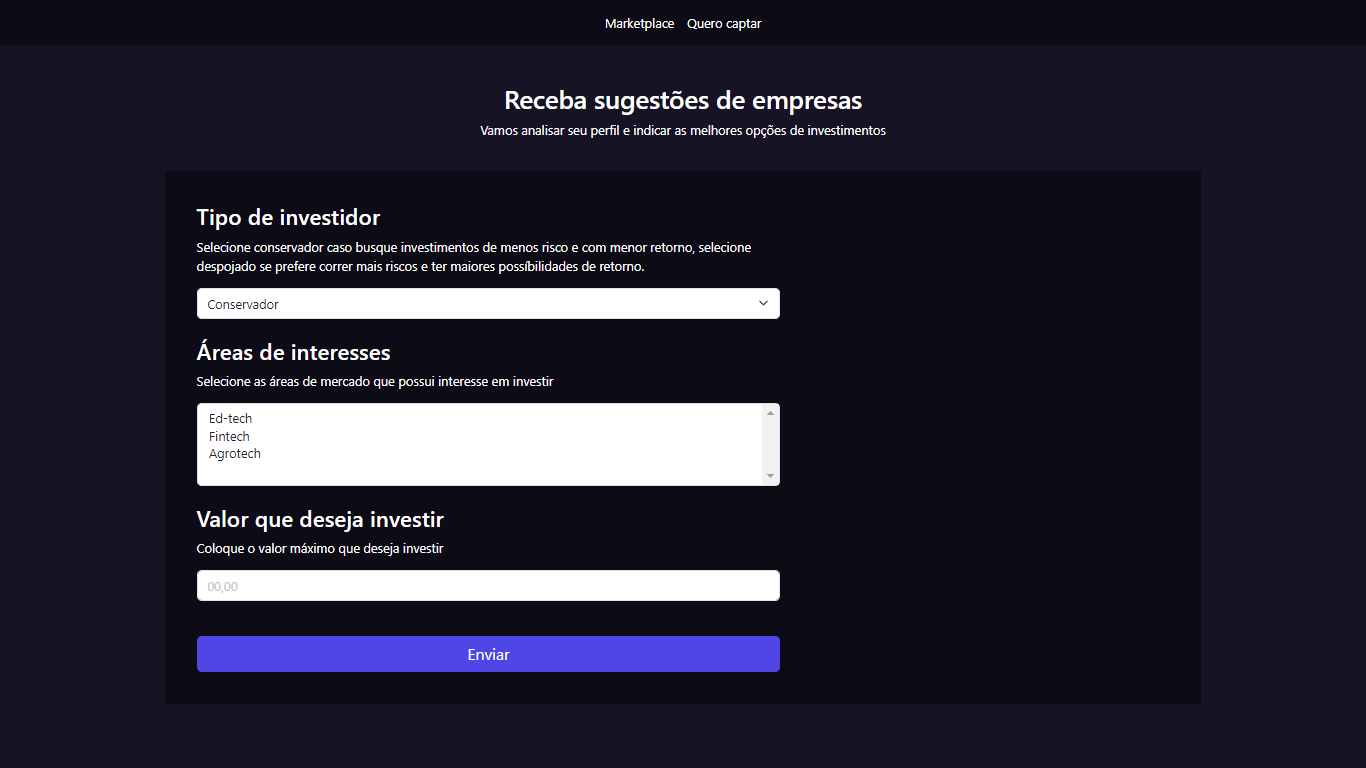 Marketplace Quero captar
Receba sugestões de empresas
Vamos analisar seu perfil e indicar as melhores opções de investimentos
Tipo de investidor
Selecione conservador caso busque investimentos de menos risco e com menor retorno, selecione
despojado se prefere correr mais riscos e ter maiores possíbilidades de retorno.
Conservador
Áreas de interesses
Selecione as áreas de mercado que possui interesse em investir
Ed-tech
Fintech
Agrotech
Valor que deseja investir
Coloque o valor máximo que deseja investir
00,00
Enviar